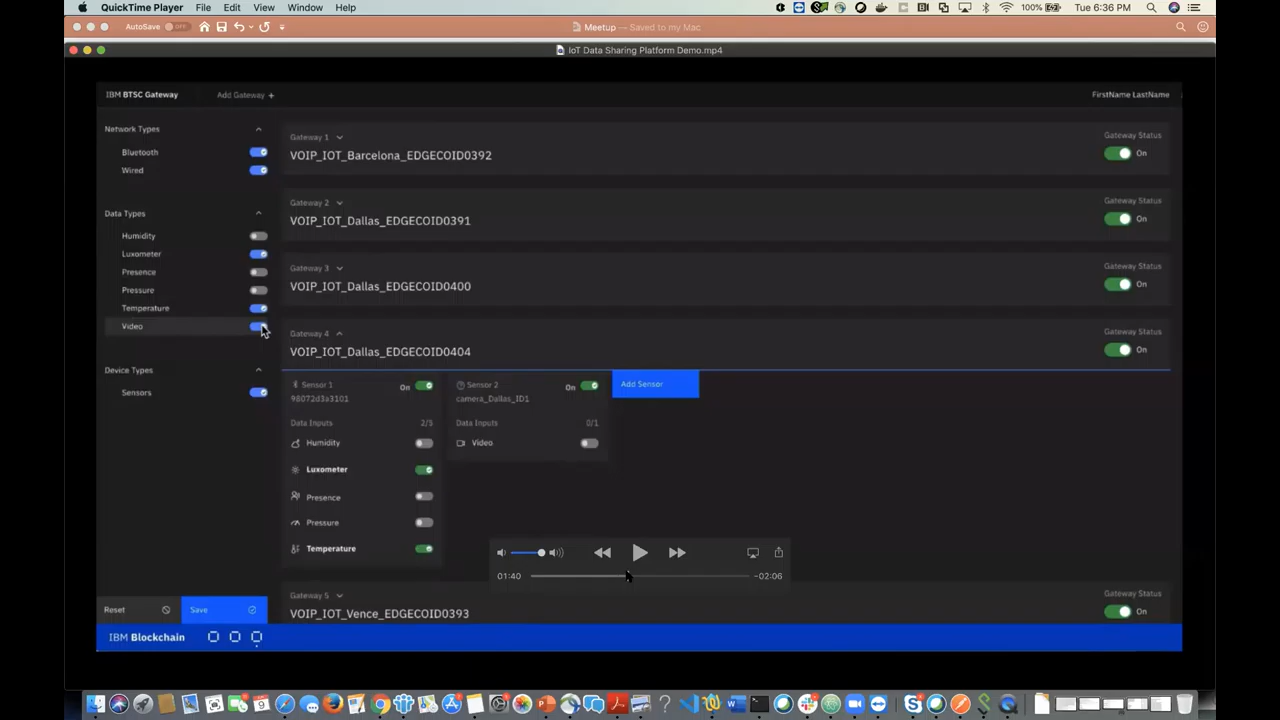 QuickTime Player File Edit View Window Help
100% Tue 6:36 PM
AutoSave OFF
Meetup — Saved to my Mac
IoT Data Sharing Platform Demo.mp4
IBM BTSC Gateway Add Gateway +
FirstName LastName
Network Types
Bluetooth
Wired
Data Types
Humidity
Luxometer
Presence
Pressure
Temperature
Video
Device Types
Sensors
Reset
Save
Gateway 1
VOIP_IOT_Barcelona_EDGECOID0392
Gateway Status
On
Gateway 2
VOIP_IOT_Dallas_EDGECOID0391
Gateway Status
On
Gateway 3
VOIP_IOT_Dallas_EDGECOID0400
Gateway Status
On
Gateway 4
VOIP_IOT_Dallas_EDGECOID0404
Gateway Status
On
Sensor 1 On
98072d3a3101
Data Inputs 2/5
Humidity
Luxometer
Presence
Pressure
Temperature
Sensor 2 On
camera_Dallas_ID1
Data Inputs 0/1
Video
Add Sensor
01:40 -02:06
Gateway 5
VOIP_IOT_Vence_EDGECOID0393
Gateway Status
On
IBM Blockchain